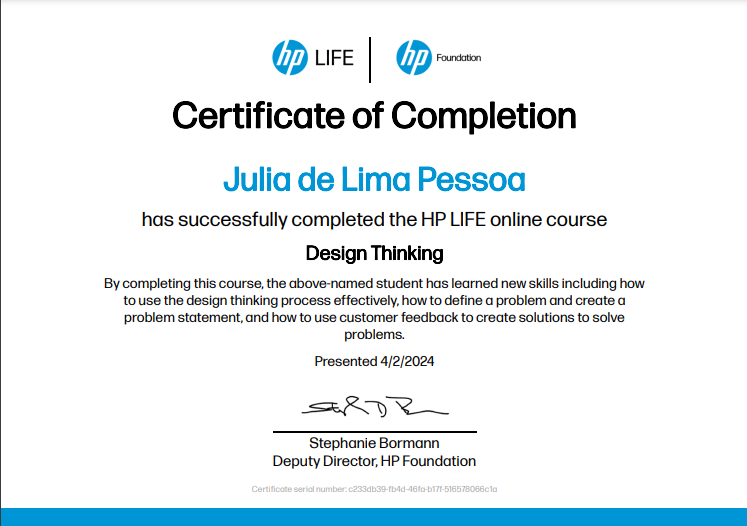 hp LIFE
hp Foundation
Certificate of Completion
Julia de Lima Pessoa
has successfully completed the HP LIFE online course
Design Thinking
By completing this course, the above-named student has learned new skills including how
to use the design thinking process effectively, how to define a problem and create a
problem statement, and how to use customer feedback to create solutions to solve
problems.
Presented 4/2/2024
Stephanie Bormann
Deputy Director, HP Foundation
Certificate serial number: c233db39-fb4d-46fa-b17f-516578066c1a